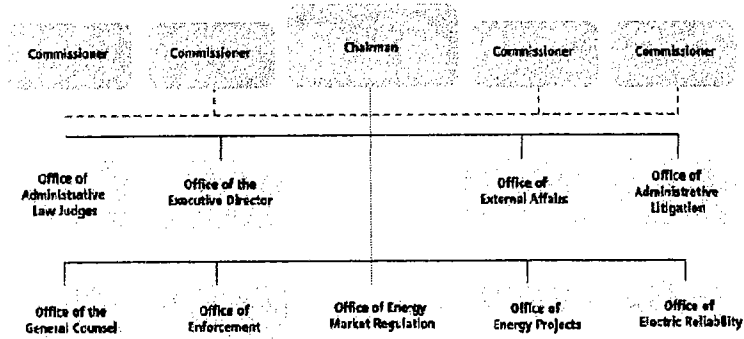 Commissioner
Commissioner
Chairman
Commissioner
Commissioner
Office of
Administrative
Law Judges
Office of the
Executive Director
Office of
External Affairs
Office of
Administrative
Litigation
Office of the
General Counsel
Office of
Enforcement
Office of Energy
Market Regulation
Office of
Energy Projects
Office of
Electric Reliability